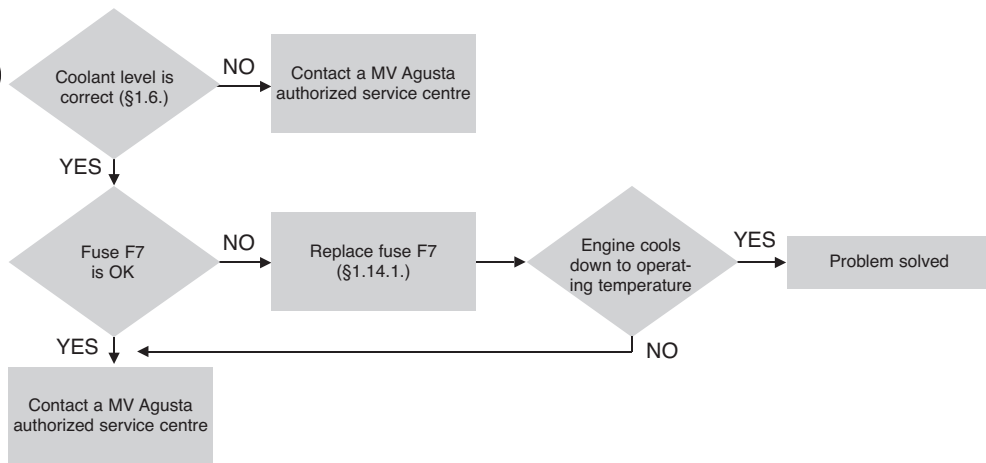 Coolant level is
correct (§1.6.)
NO
Contact a MV Agusta
authorized service centre
YES
Fuse F7
is OK
NO
Replace fuse F7
(§1.14.1.)
Engine cools
down to operat-
ing temperature
YES
Problem solved
YES
NO
Contact a MV Agusta
authorized service centre